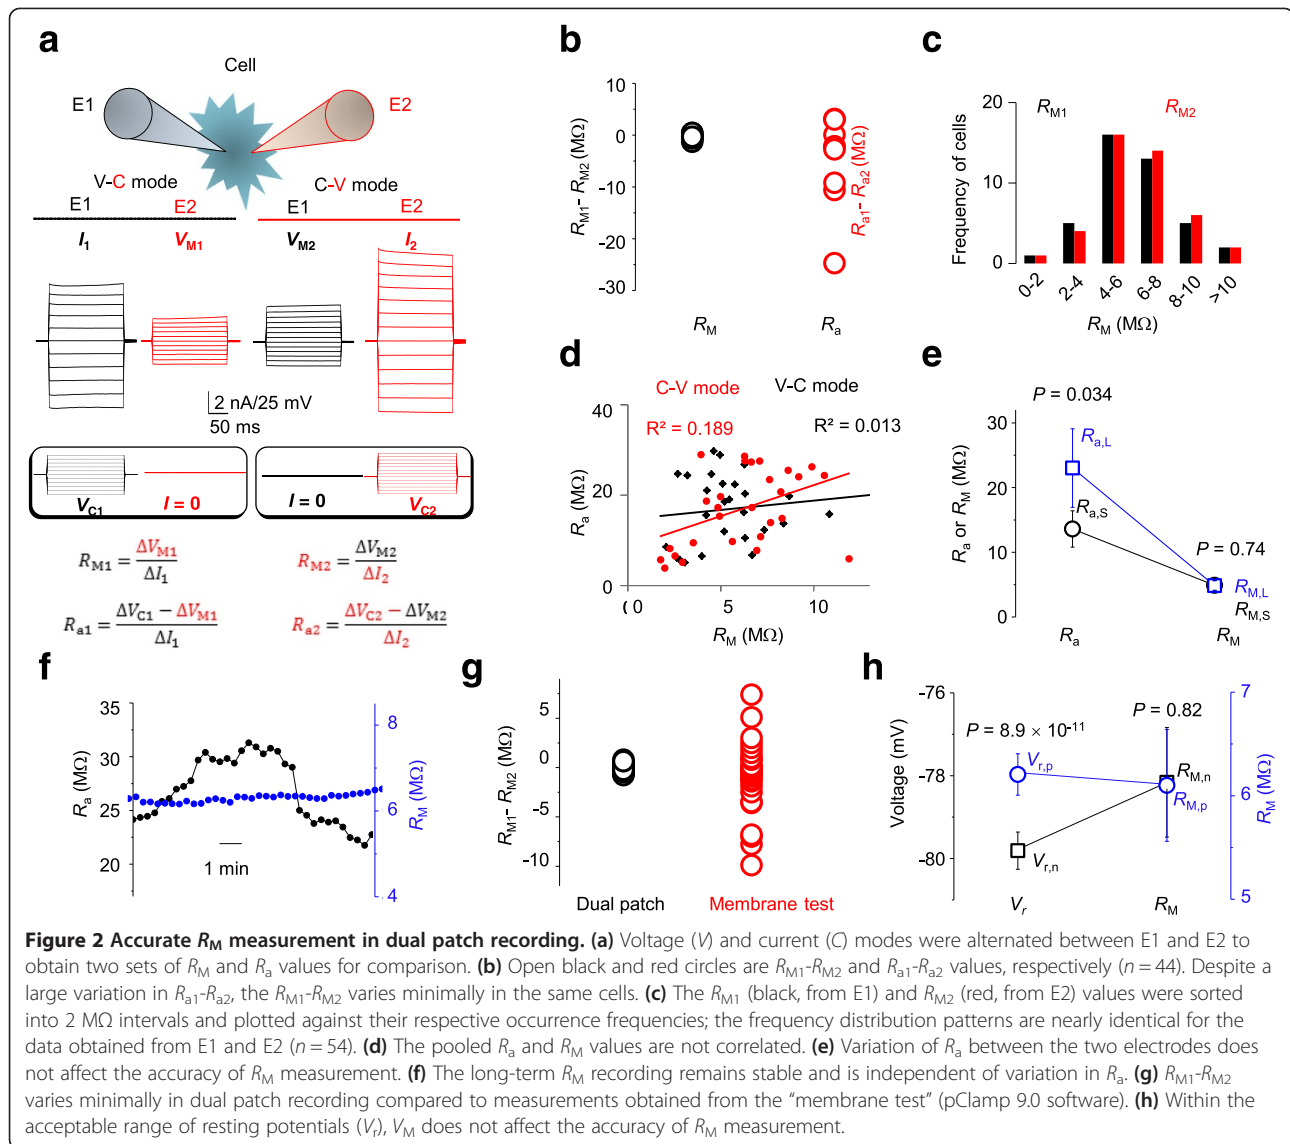 a
Cell
E1
E2
V-C mode
C-V mode
E1 E2 E1 E2
I1 VM1 VM2 I2
2 nA/25 mV
50 ms
VC1 I = 0 I = 0 VC2
RM1 = ΔVM1/ΔI1
RM2 = ΔVM2/ΔI2
Ra1 = ΔVC1 − ΔVM1/ΔI1
Ra2 = ΔVC2 − ΔVM2/ΔI2
b
RM1- RM2 (MΩ)
10
0
-10
-20
-30
Ra1- Ra2 (MΩ)
RM Ra
c
Frequency of cells
20
10
0
RM1 RM2
0-2 2-4 4-6 6-8 8-10 >10
RM (MΩ)
d
C-V mode V-C mode
R² = 0.189 R² = 0.013
Ra (MΩ)
40
20
0
( 0 5 10
RM (MΩ)
e
P = 0.034
Ra or RM (MΩ)
30
20
10
0
Ra,L
Ra,S
P = 0.74
RM,L
RM,S
Ra RM
f
Ra (MΩ)
35
30
25
20
1 min
8
6
4
RM (MΩ)
g
RM1- RM2 (MΩ)
5
0
-5
-10
Dual patch Membrane test
h
Voltage (mV)
-76
-78
-80
P = 8.9 × 10-11
P = 0.82
Vr,p
Vr,n
RM,n
RM,p
7
6
5
RM (MΩ)
Vr RM
Figure 2 Accurate RM measurement in dual patch recording. (a) Voltage (V) and current (C) modes were alternated between E1 and E2 to
obtain two sets of RM and Ra values for comparison. (b) Open black and red circles are RM1-RM2 and Ra1-Ra2 values, respectively (n = 44). Despite a
large variation in Ra1-Ra2, the RM1-RM2 varies minimally in the same cells. (c) The RM1 (black, from E1) and RM2 (red, from E2) values were sorted
into 2 MΩ intervals and plotted against their respective occurrence frequencies; the frequency distribution patterns are nearly identical for the
data obtained from E1 and E2 (n = 54). (d) The pooled Ra and RM values are not correlated. (e) Variation of Ra between the two electrodes does
not affect the accuracy of RM measurement. (f) The long-term RM recording remains stable and is independent of variation in Ra. (g) RM1-RM2
varies minimally in dual patch recording compared to measurements obtained from the “membrane test” (pClamp 9.0 software). (h) Within the
acceptable range of resting potentials (Vr), VM does not affect the accuracy of RM measurement.